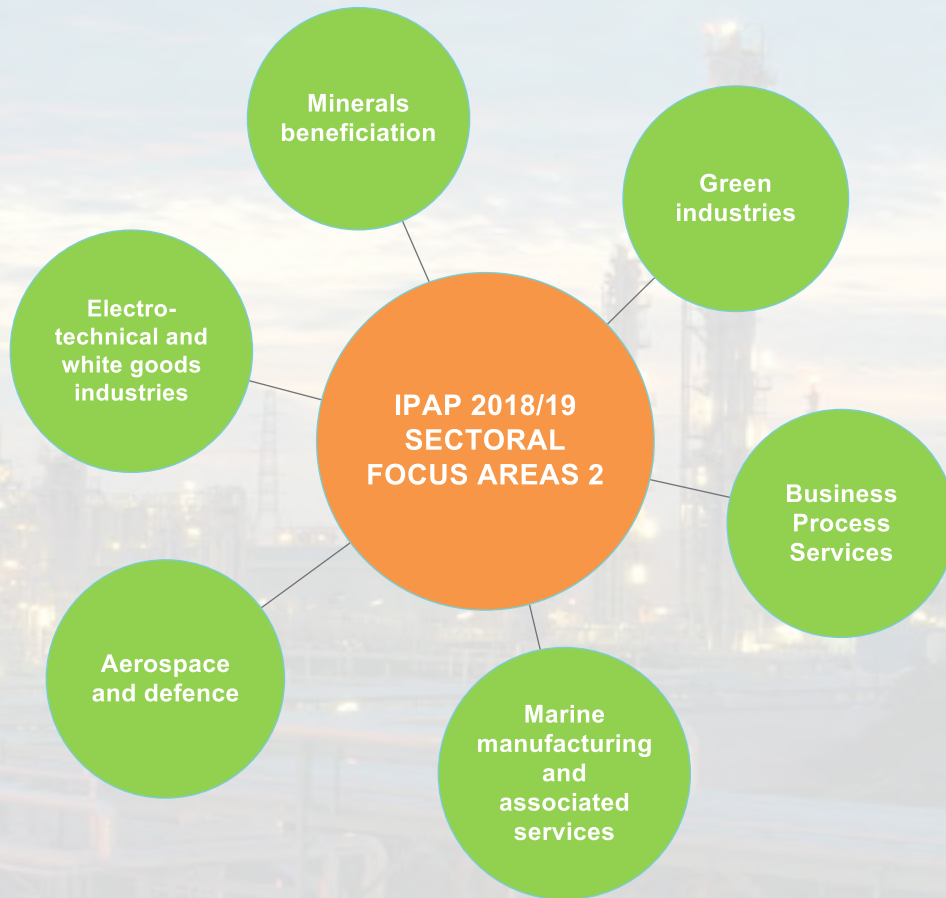 Minerals
beneficiation
Green
industries
Electro-
technical and
white goods
industries
IPAP 2018/19
SECTORAL
FOCUS AREAS 2
Business
Process
Services
Aerospace
and defence
Marine
manufacturing
and
associated
services